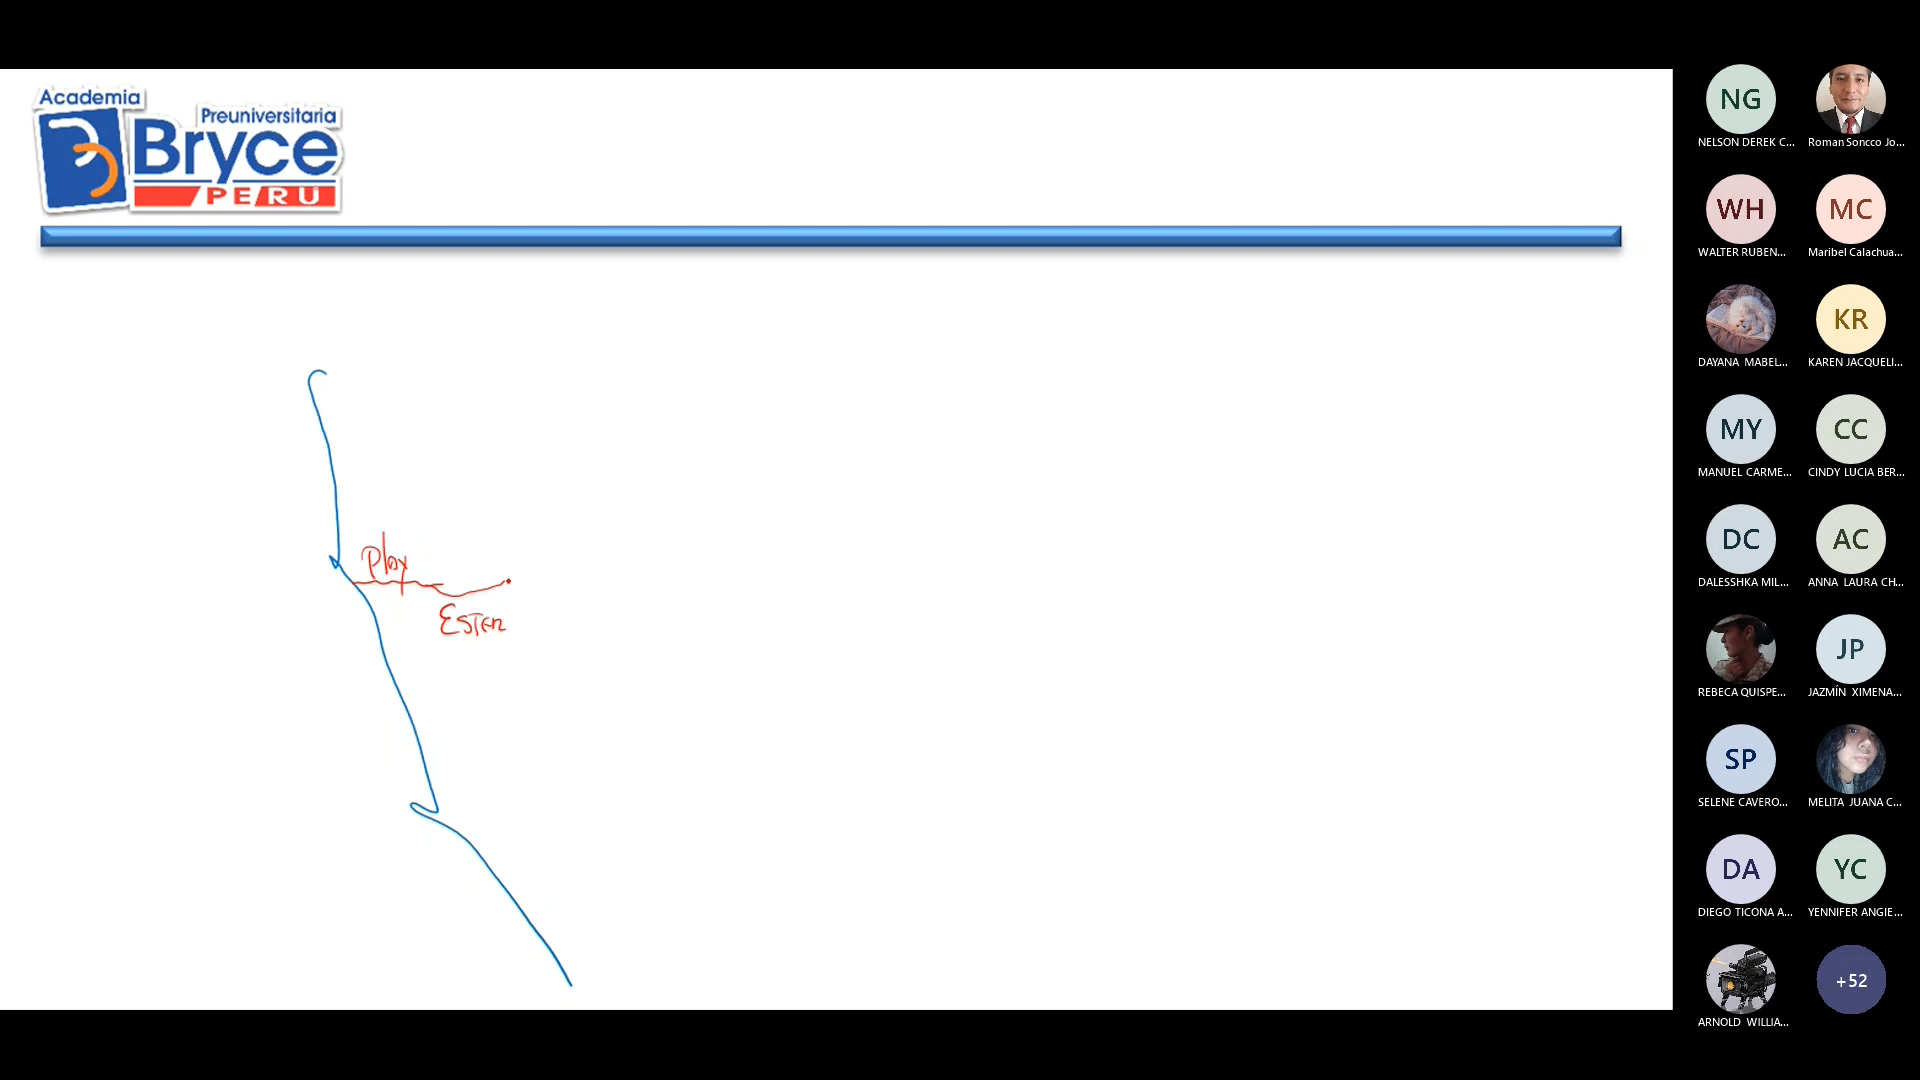 Academia
Preuniversitaria
Bryce
PERÚ
Play
ESTER
NG
NELSON DEREK C...
Roman Soncco Jo...
WH
WALTER RUBEN...
MC
Maribel Calachua...
DAYANA MABEL...
KR
KAREN JACQUELI...
MY
MANUEL CARME...
CC
CINDY LUCIA BER...
DC
DALESSHKA MIL...
AC
ANNA LAURA CH...
REBECA QUISPE...
JP
JAZMÍN XIMENA...
SP
SELENE CAVERO...
MELITA JUANA C...
DA
DIEGO TICONA A...
YC
YENNIFER ANGIE...
ARNOLD WILLIA...
+52